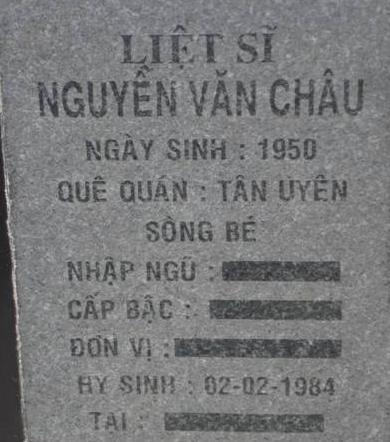 LIỆT SĨ
NGUYỄN VĂN CHÂU
NGÀY SINH : 1950
QUÊ QUÁN : TÂN UYÊN
SÔNG BÉ
NHẬP NGŨ :
CẤP BẬC :
ĐƠN VỊ :
HY SINH : 02-02-1984
TẠI :